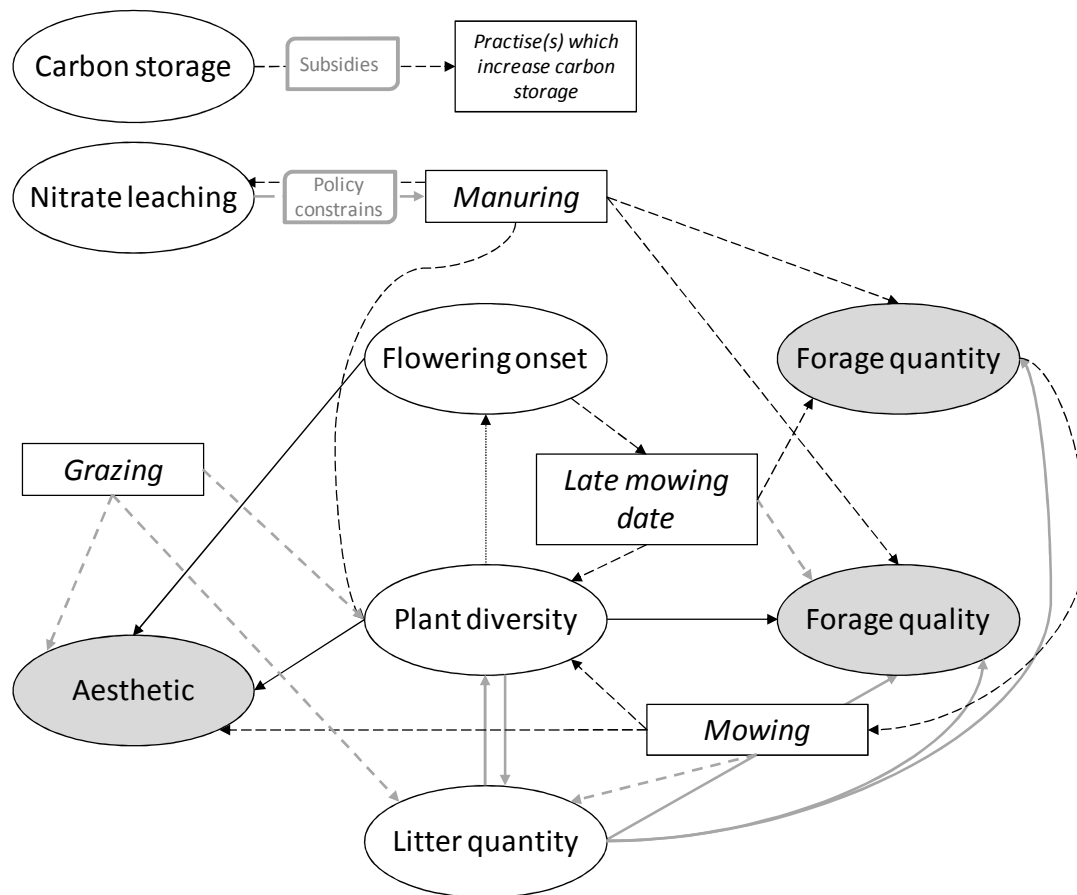 Carbon storage
Subsidies
Practise(s) which
increase carbon
storage
Nitrate leaching
Policy
constrains
Manuring
Flowering onset
Forage quantity
Grazing
Late mowing
date
Plant diversity
Forage quality
Aesthetic
Mowing
Litter quantity